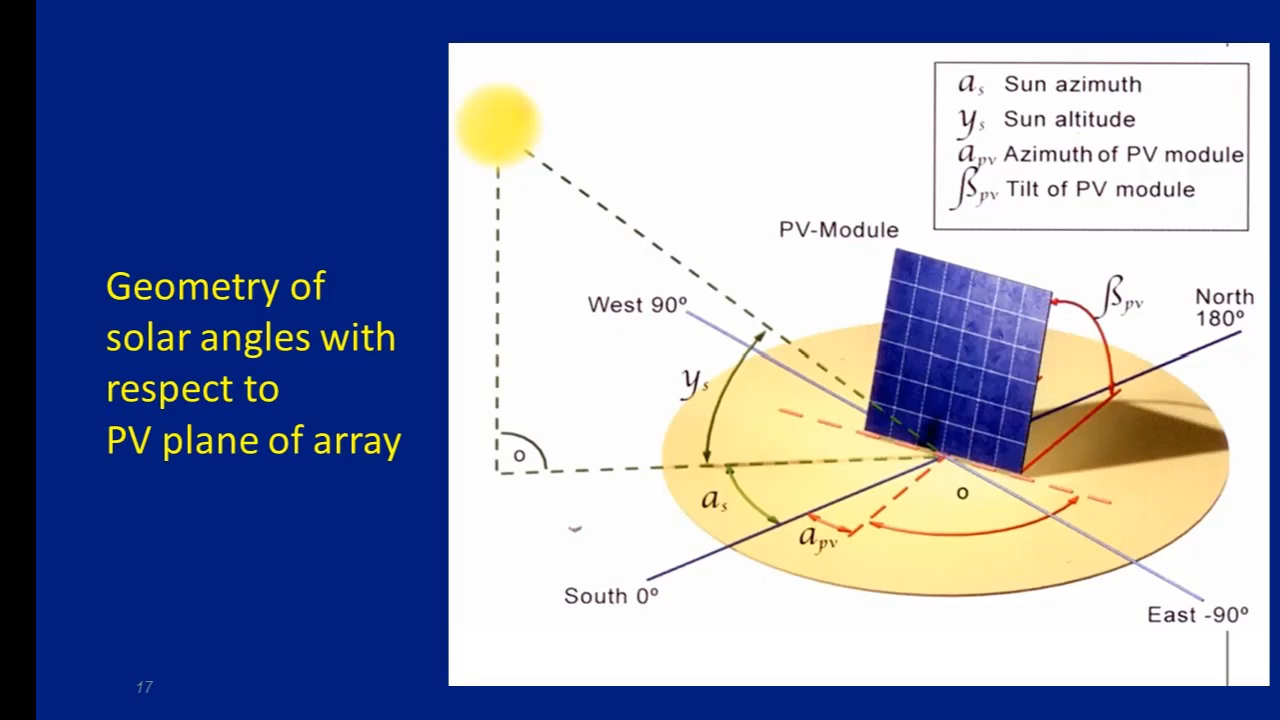 Geometry of
solar angles with
respect to
PV plane of array
17
aₛ Sun azimuth
yₛ Sun altitude
aₚᵥ Azimuth of PV module
ßₚᵥ Tilt of PV module
PV-Module
ßₚᵥ
North
180º
West 90º
yₛ
o
aₛ
o
aₚᵥ
South 0º
East -90º